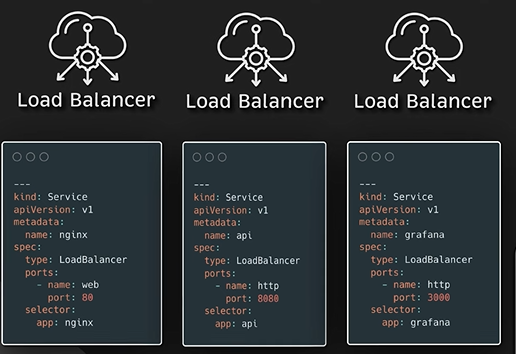 Load Balancer
Load Balancer
Load Balancer
---
kind: Service
apiVersion: v1
metadata:
  name: nginx
spec:
  type: LoadBalancer
  ports:
    - name: web
      port: 80
  selector:
    app: nginx
---
kind: Service
apiVersion: v1
metadata:
  name: api
spec:
  type: LoadBalancer
  ports:
    - name: http
      port: 8080
  selector:
    app: api
---
kind: Service
apiVersion: v1
metadata:
  name: grafana
spec:
  type: LoadBalancer
  ports:
    - name: http
      port: 3000
  selector:
    app: grafana